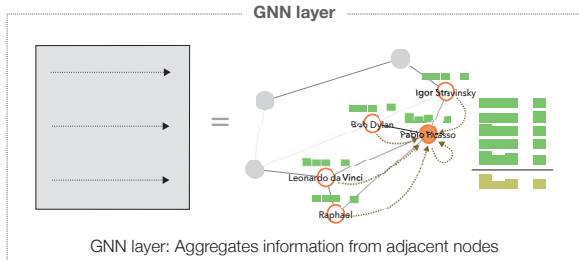 GNN layer
=
Igor Stravinsky
Bob Dylan
Pablo Picasso
Leonardo da Vinci
Raphael
GNN layer: Aggregates information from adjacent nodes